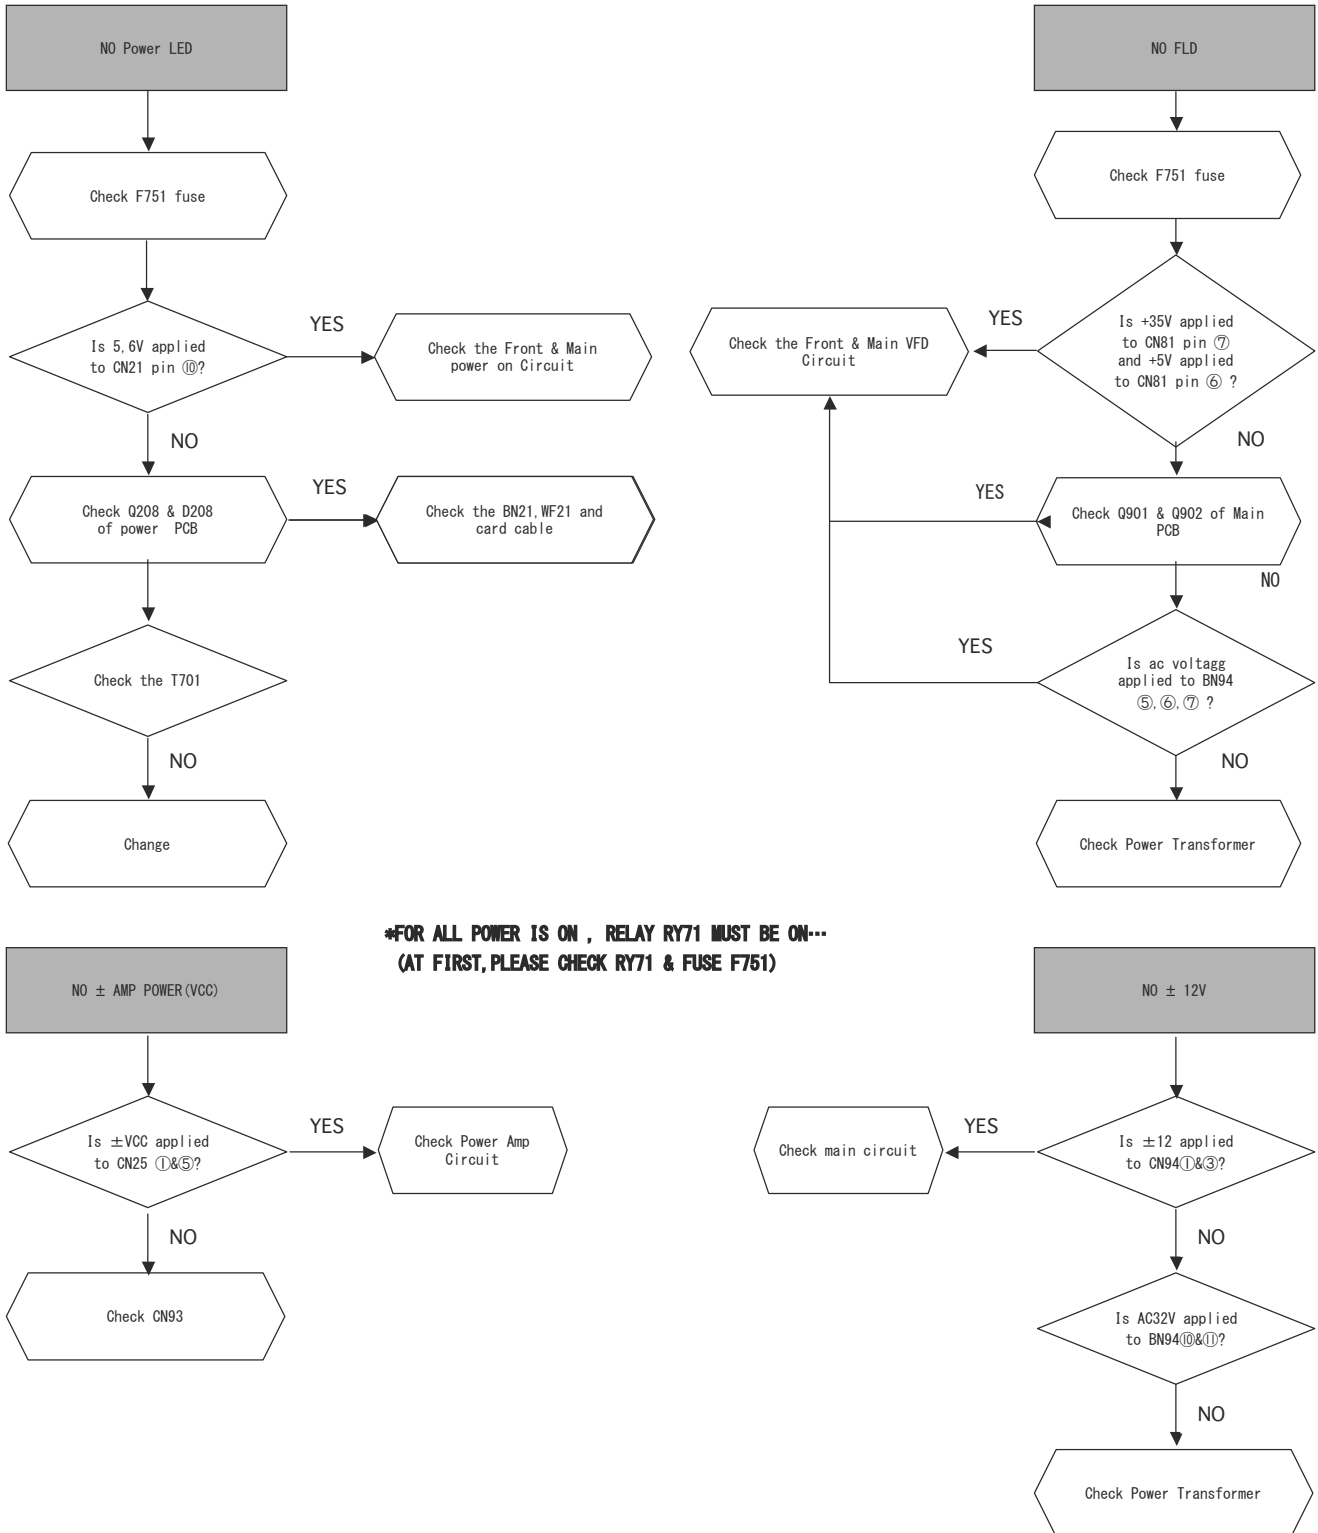 NO Power LED
Check F751 fuse
Is 5,6V applied
to CN21 pin ⑩?
YES
Check the Front & Main
power on Circuit
NO
Check Q208 & D208
of power PCB
YES
Check the BN21,WF21 and
card cable
Check the T701
NO
Change
NO FLD
Check F751 fuse
Is +35V applied
to CN81 pin ⑦
and +5V applied
to CN81 pin ⑥ ?
YES
Check the Front & Main VFD
Circuit
NO
Check Q901 & Q902 of Main
PCB
YES
NO
Is ac voltagg
applied to BN94
⑤,⑥,⑦ ?
YES
NO
Check Power Transformer
*FOR ALL POWER IS ON , RELAY RY71 MUST BE ON…
(AT FIRST,PLEASE CHECK RY71 & FUSE F751)
NO ± AMP POWER(VCC)
Is ±VCC applied
to CN25 ①&⑤?
YES
Check Power Amp
Circuit
NO
Check CN93
NO ± 12V
Is ±12 applied
to CN94①&③?
YES
Check main circuit
NO
Is AC32V applied
to BN94⑩&⑪?
NO
Check Power Transformer